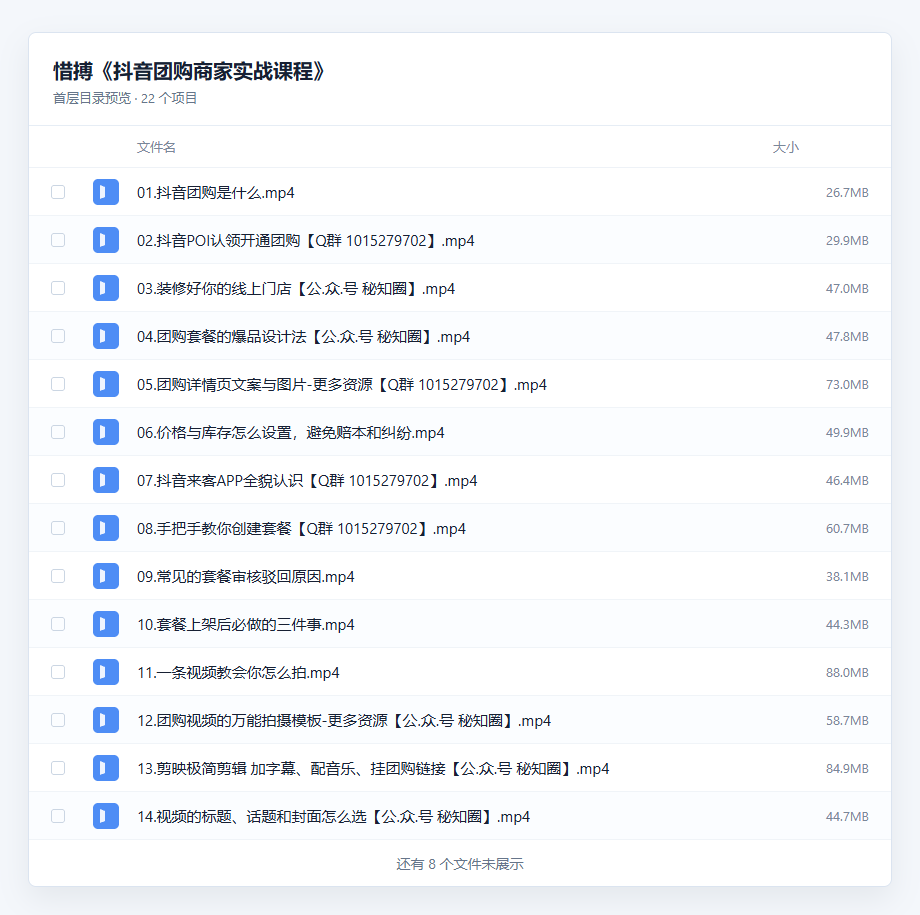 惜搏《抖音团购商家实战课程》
首层目录预览 · 22 个项目
文件名 大小
01.抖音团购是什么.mp4 26.7MB
02.抖音POI认领开通团购【Q群 1015279702】.mp4 29.9MB
03.装修好你的线上门店【公.众.号 秘知圈】.mp4 47.0MB
04.团购套餐的爆品设计法【公.众.号 秘知圈】.mp4 47.8MB
05.团购详情页文案与图片-更多资源【Q群 1015279702】.mp4 73.0MB
06.价格与库存怎么设置，避免赔本和纠纷.mp4 49.9MB
07.抖音来客APP全貌认识【Q群 1015279702】.mp4 46.4MB
08.手把手教你创建套餐【Q群 1015279702】.mp4 60.7MB
09.常见的套餐审核驳回原因.mp4 38.1MB
10.套餐上架后必做的三件事.mp4 44.3MB
11.一条视频教会你怎么拍.mp4 88.0MB
12.团购视频的万能拍摄模板-更多资源【公.众.号 秘知圈】.mp4 58.7MB
13.剪映极简剪辑 加字幕、配音乐、挂团购链接【公.众.号 秘知圈】.mp4 84.9MB
14.视频的标题、话题和封面怎么选【公.众.号 秘知圈】.mp4 44.7MB
还有 8 个文件未展示